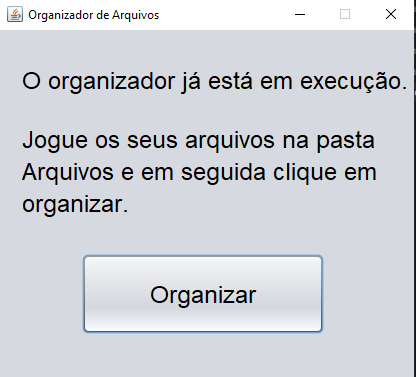 Organizador de Arquivos
O organizador já está em execução.
Jogue os seus arquivos na pasta
Arquivos e em seguida clique em
organizar.
Organizar